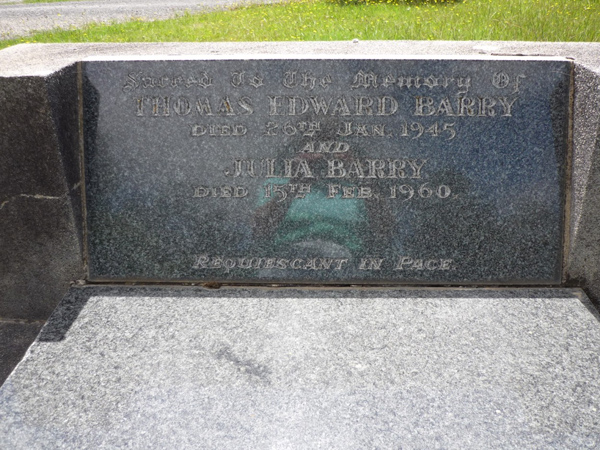 Sacred To The Memory Of
THOMAS EDWARD BARRY
DIED 26TH JAN. 1945
AND
JULIA BARRY
DIED 15TH FEB. 1960
REQUIESCANT IN PACE.